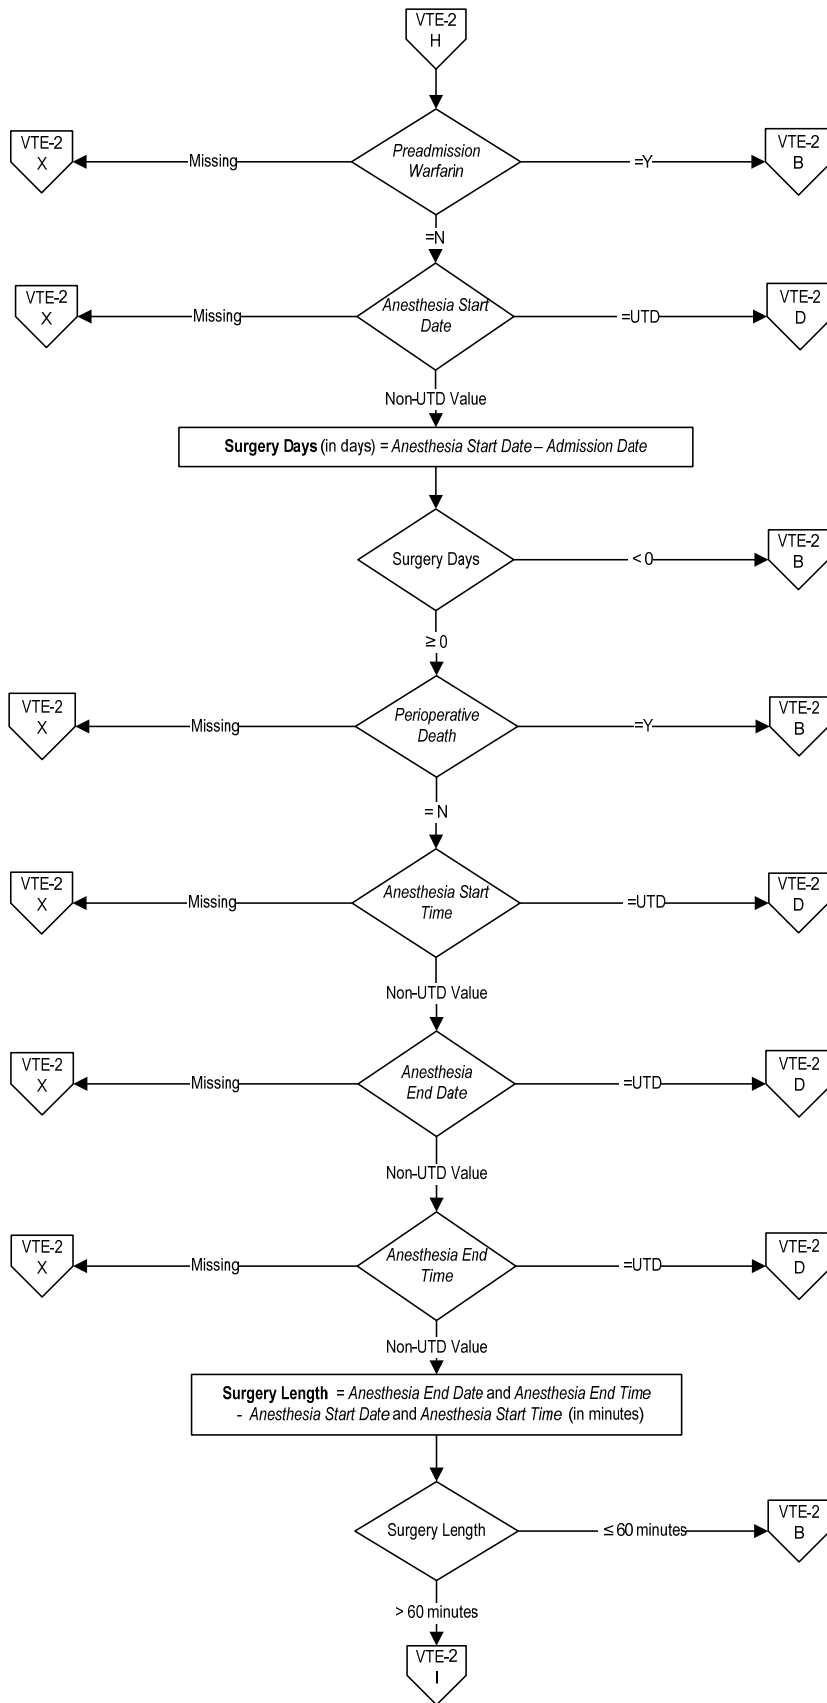 VTE-2
H
VTE-2
X
Missing
Preadmission
Warfarin
=Y
VTE-2
B
=N
VTE-2
X
Missing
Anesthesia Start
Date
=UTD
VTE-2
D
Non-UTD Value
Surgery Days (in days) = Anesthesia Start Date – Admission Date
Surgery Days
< 0
VTE-2
B
≥ 0
VTE-2
X
Missing
Perioperative
Death
=Y
VTE-2
B
= N
VTE-2
X
Missing
Anesthesia Start
Time
=UTD
VTE-2
D
Non-UTD Value
VTE-2
X
Missing
Anesthesia
End Date
=UTD
VTE-2
D
Non-UTD Value
VTE-2
X
Missing
Anesthesia End
Time
=UTD
VTE-2
D
Non-UTD Value
Surgery Length = Anesthesia End Date and Anesthesia End Time
- Anesthesia Start Date and Anesthesia Start Time (in minutes)
Surgery Length
≤ 60 minutes
VTE-2
B
> 60 minutes
VTE-2
I